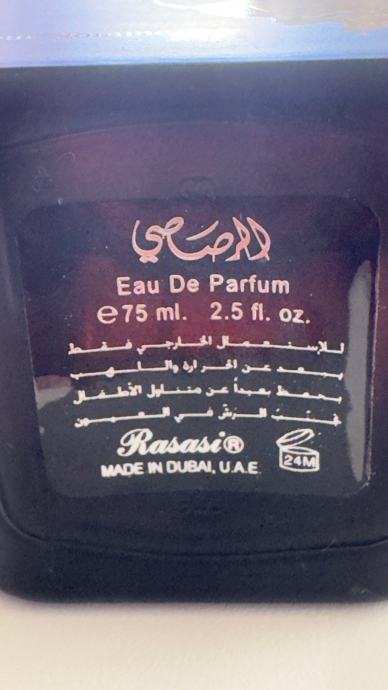 الرصاصي
Eau De Parfum
e 75 ml. 2.5 fl. oz.
للإستعمال الخارجي فقط
يبعد عن الحرارة واللهب
يحفظ بعيداً عن متناول الأطفال
تجنب الرش في العينين
Rasasi®
24M
MADE IN DUBAI, U.A.E.